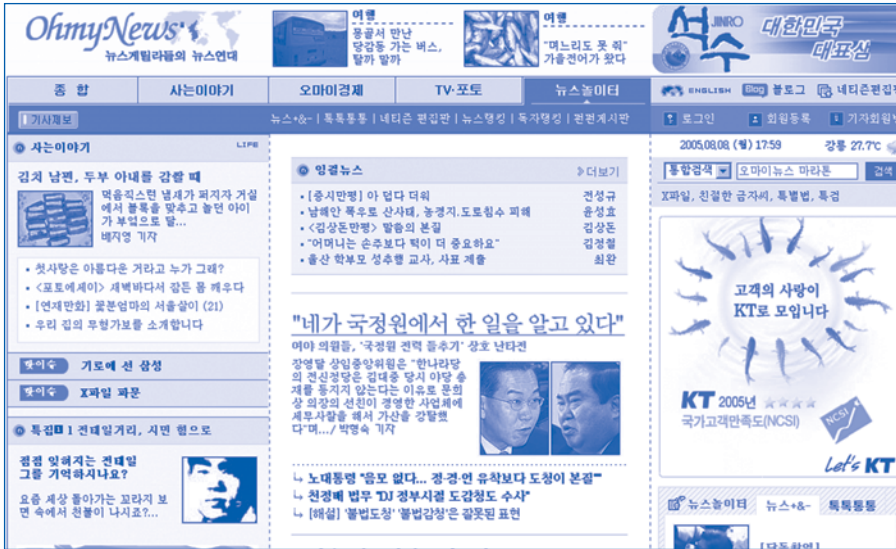 OhmyNews
뉴스게릴라들의 뉴스연대
여행
몽골서 만난
당감동 가는 버스,
탈까 말까
여행
"며느리도 못 줘"
가을전어가 왔다
JINRO
석수
대한민국
대표샘
종 합
사는이야기
오마이경제
TV·포토
뉴스놀이터
ENGLISH
Blog 블로그
네티즌편집판
기사제보
뉴스+&- | 톡톡통통 | 네티즌 편집판 | 뉴스랭킹 | 독자랭킹 | 펀펀게시판
로그인
회원등록
기자회원
사는이야기
LIFE
김치 남편, 두부 아내를 감쌀 때
먹음직스런 냄새가 퍼지자 거실
에서 블록을 맞추고 놀던 아이
가 부엌으로 달...
배지영 기자
• 첫사랑은 아름다운 거라고 누가 그래?
• <포토에세이> 새벽바다서 잠든 몸 깨우다
• [연재만화] 꽃분엄마의 서울살이 (21)
• 우리 집의 무형가보를 소개합니다
핫이슈 기로에 선 삼성
핫이슈 X파일 파문
특집1 전태일거리, 시민 힘으로
점점 잊혀지는 전태일
그를 기억하시나요?
요즘 세상 돌아가는 꼬라지 보
면 속에서 천불이 나시죠?...
잉걸뉴스
더보기
• [중시만평] 아 덥다 더워 전성규
• 남해안 폭우로 산사태, 농경지.도로침수 피해 윤성효
• <김상돈만평> 말씀의 본질 김상돈
• "어머니는 손주보다 떡이 더 중요하요" 김정철
• 울산 학부모 성추행 교사, 사표 제출 최완
"네가 국정원에서 한 일을 알고 있다"
여야 의원들, '국정원 전력 들추기' 상호 난타전
장영달 상임중앙위원은 "한나라당
의 전신정당은 김대중 당시 야당 총
재를 등지지 않는다는 이유로 문희
상 의장의 선친이 경영한 사업체에
세무사찰을 해서 가산을 강탈했
다"며.../ 박형숙 기자
노대통령 "음모 없다... 정·경·언 유착보다 도청이 본질"
천정배 법무 "DJ 정부시절 도감청도 수사"
[해설] '불법도청' '불법감청'은 잘못된 표현
2005.08.08. (월) 17:59
강릉 27.7℃
통합검색
오마이뉴스 마라톤
검색
X파일, 친절한 금자씨, 특별법, 특검
고객의 사랑이
KT로 모입니다
KT 2005년
국가고객만족도(NCSI)
NCSI
Let's KT
뉴스놀이터
뉴스+&-
톡톡통통